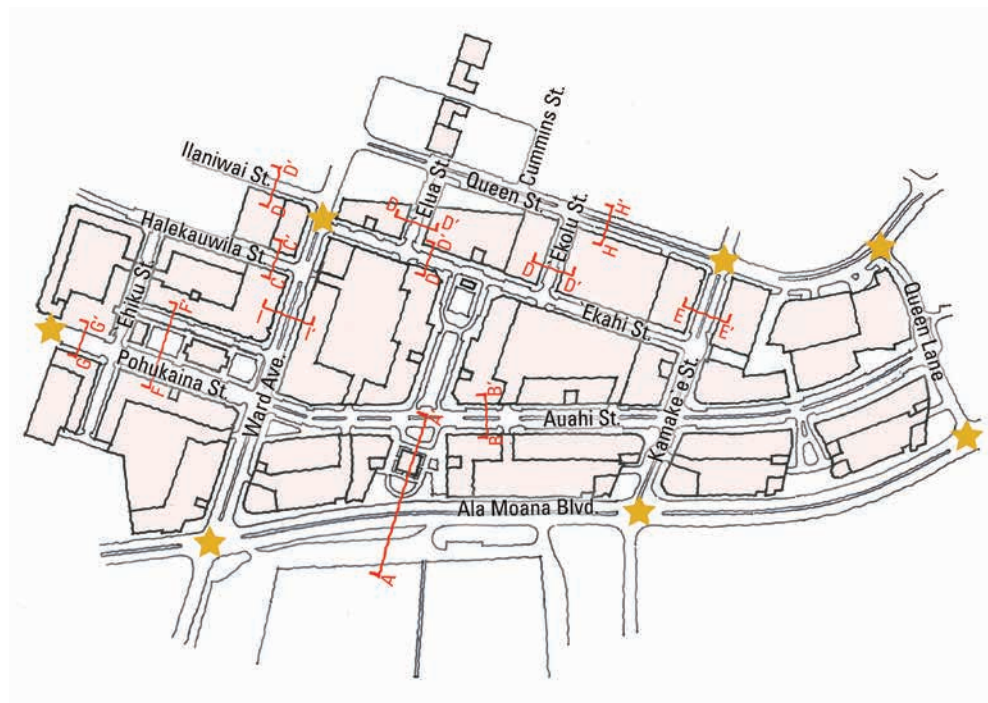 Cummins St.
Ilaniwai St.
D'
D
Elua St.
Queen St.
'Ekolu St.
H'
H
Halekauwila St.
C'
C
D
D'
D'
D
D
D'
'Ekahi St.
E
E'
Queen Lane
Ehiku St.
F'
F
G'
G
I
I'
Pohukaina St.
Ward Ave.
B'
B
A'
A
Auahi St.
Kamake e St.
Ala Moana Blvd.